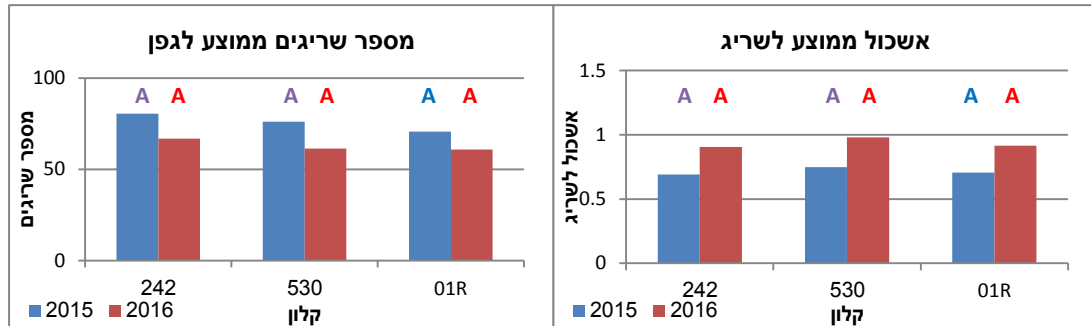 מספר שריגים ממוצע לגפן
100
50
0
מספר שריגים
A A A A A A
242 530 01R
קלון
2015 2016
אשכול ממוצע לשריג
1.5
1
0.5
0
אשכול לשריג
A A A A A A
242 530 01R
קלון
2015 2016